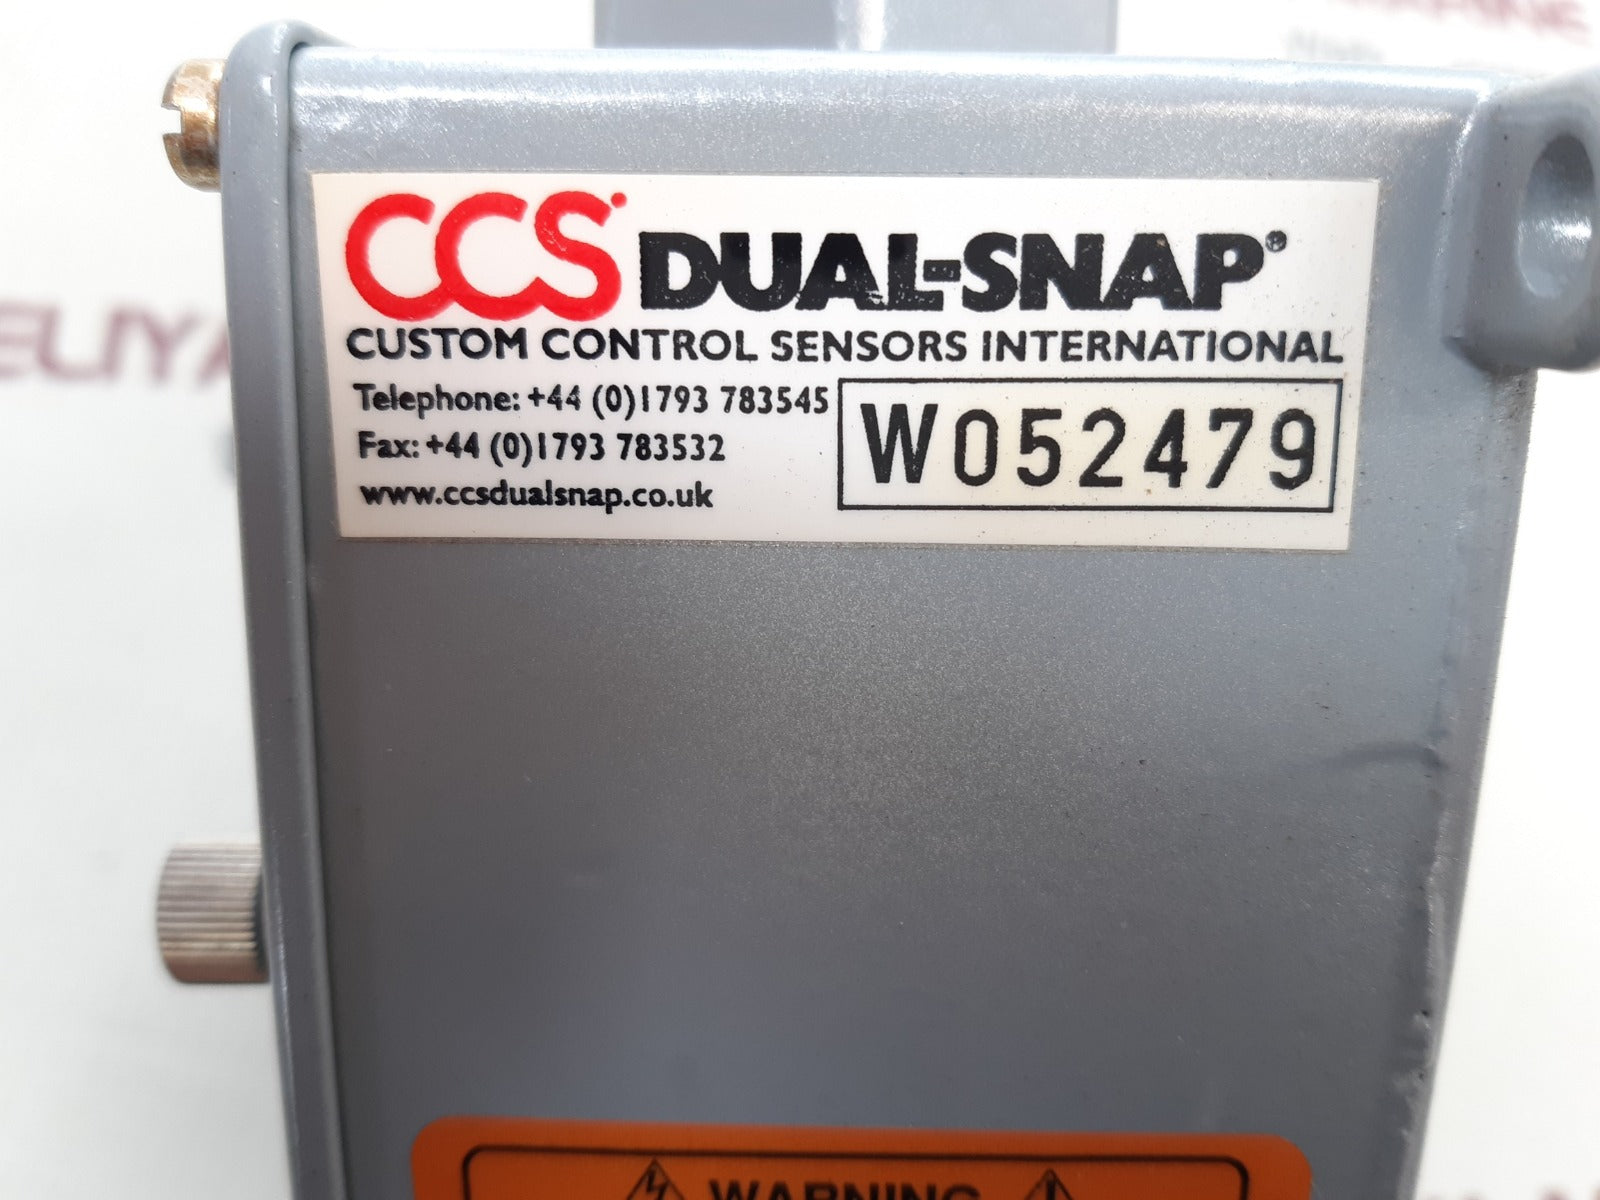 CCS DUAL-SNAP®
CUSTOM CONTROL SENSORS INTERNATIONAL
Telephone: +44 (0)1793 783545
Fax: +44 (0)1793 783532
www.ccsdualsnap.co.uk
W052479
WARNING